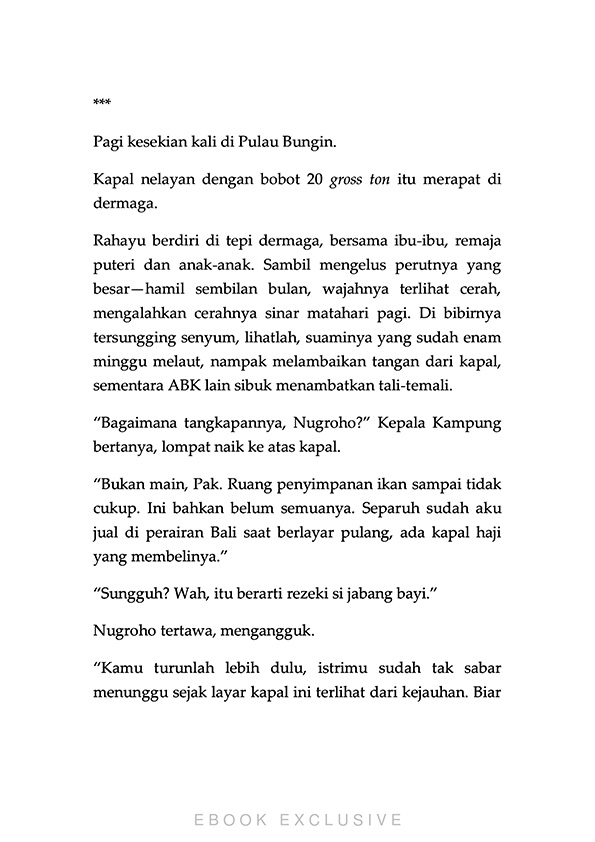 ***
Pagi kesekian kali di Pulau Bungin.
Kapal nelayan dengan bobot 20 gross ton itu merapat di
dermaga.
Rahayu berdiri di tepi dermaga, bersama ibu-ibu, remaja
puteri dan anak-anak. Sambil mengelus perutnya yang
besar—hamil sembilan bulan, wajahnya terlihat cerah,
mengalahkan cerahnya sinar matahari pagi. Di bibirnya
tersungging senyum, lihatlah, suaminya yang sudah enam
minggu melaut, nampak melambaikan tangan dari kapal,
sementara ABK lain sibuk menambatkan tali-temali.
“Bagaimana tangkapannya, Nugroho?” Kepala Kampung
bertanya, lompat naik ke atas kapal.
“Bukan main, Pak. Ruang penyimpanan ikan sampai tidak
cukup. Ini bahkan belum semuanya. Separuh sudah aku
jual di perairan Bali saat berlayar pulang, ada kapal haji
yang membelinya.”
“Sungguh? Wah, itu berarti rezeki si jabang bayi.”
Nugroho tertawa, mengangguk.
“Kamu turunlah lebih dulu, istrimu sudah tak sabar
menunggu sejak layar kapal ini terlihat dari kejauhan. Biar
EBOOK EXCLUSIVE